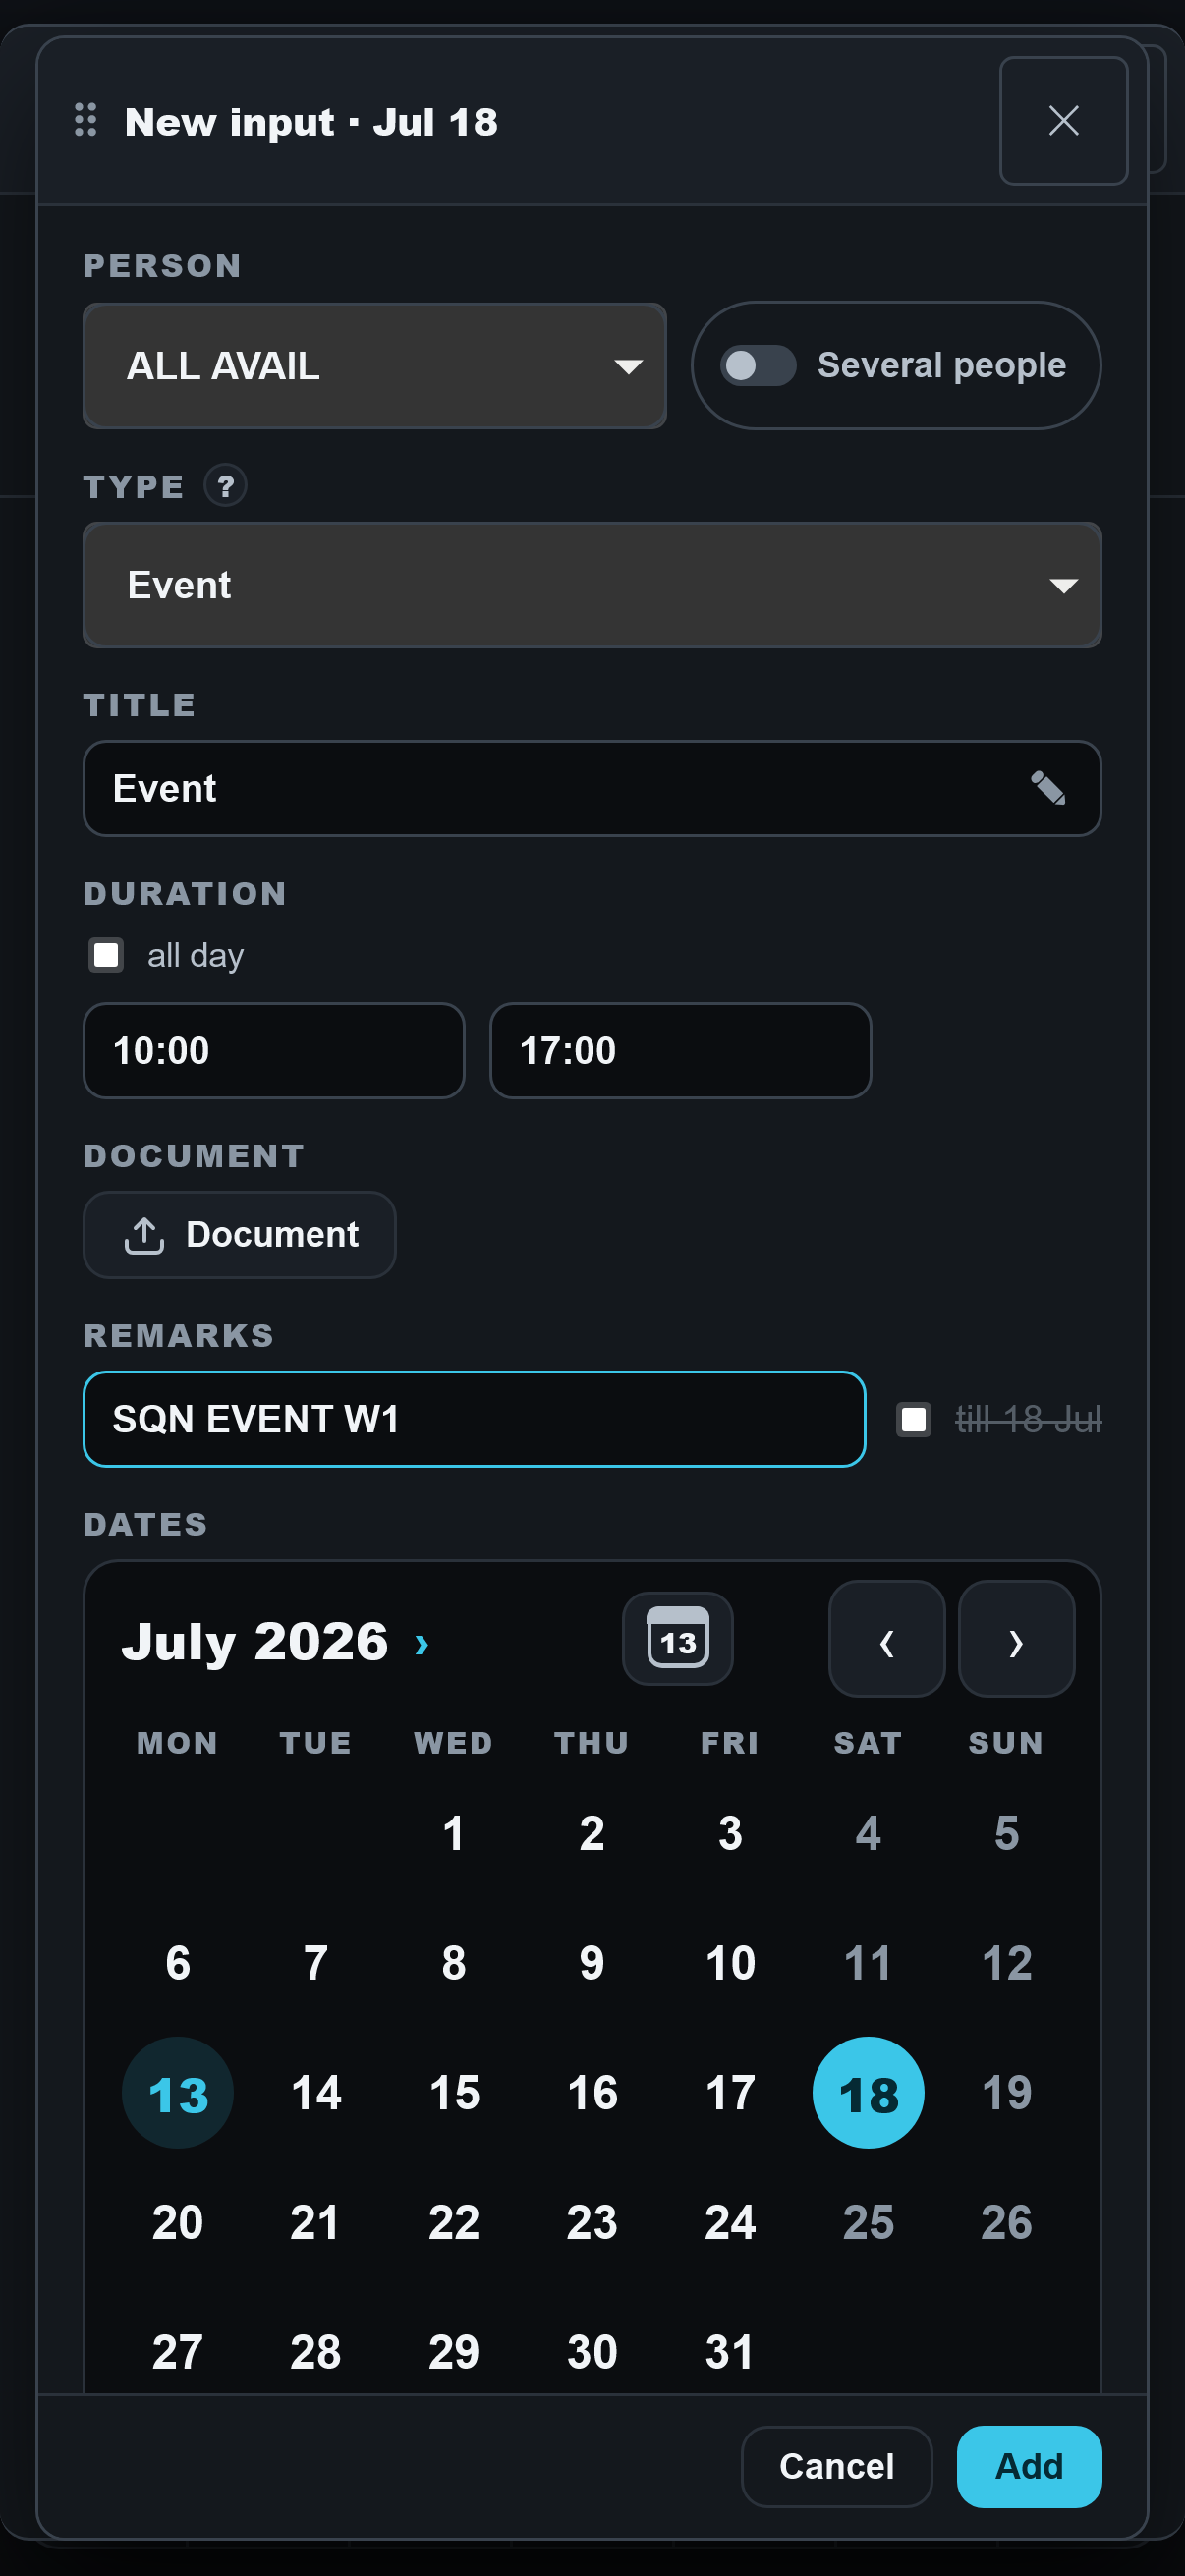 New input · Jul 18
PERSON
ALL AVAIL
Several people
TYPE ?
Event
TITLE
Event
DURATION
all day
10:00 17:00
DOCUMENT
Document
REMARKS
SQN EVENT W1 till 18 Jul
DATES
July 2026 › 13 ‹ ›
MON TUE WED THU FRI SAT SUN
1 2 3 4 5
6 7 8 9 10 11 12
13 14 15 16 17 18 19
20 21 22 23 24 25 26
27 28 29 30 31
Cancel Add